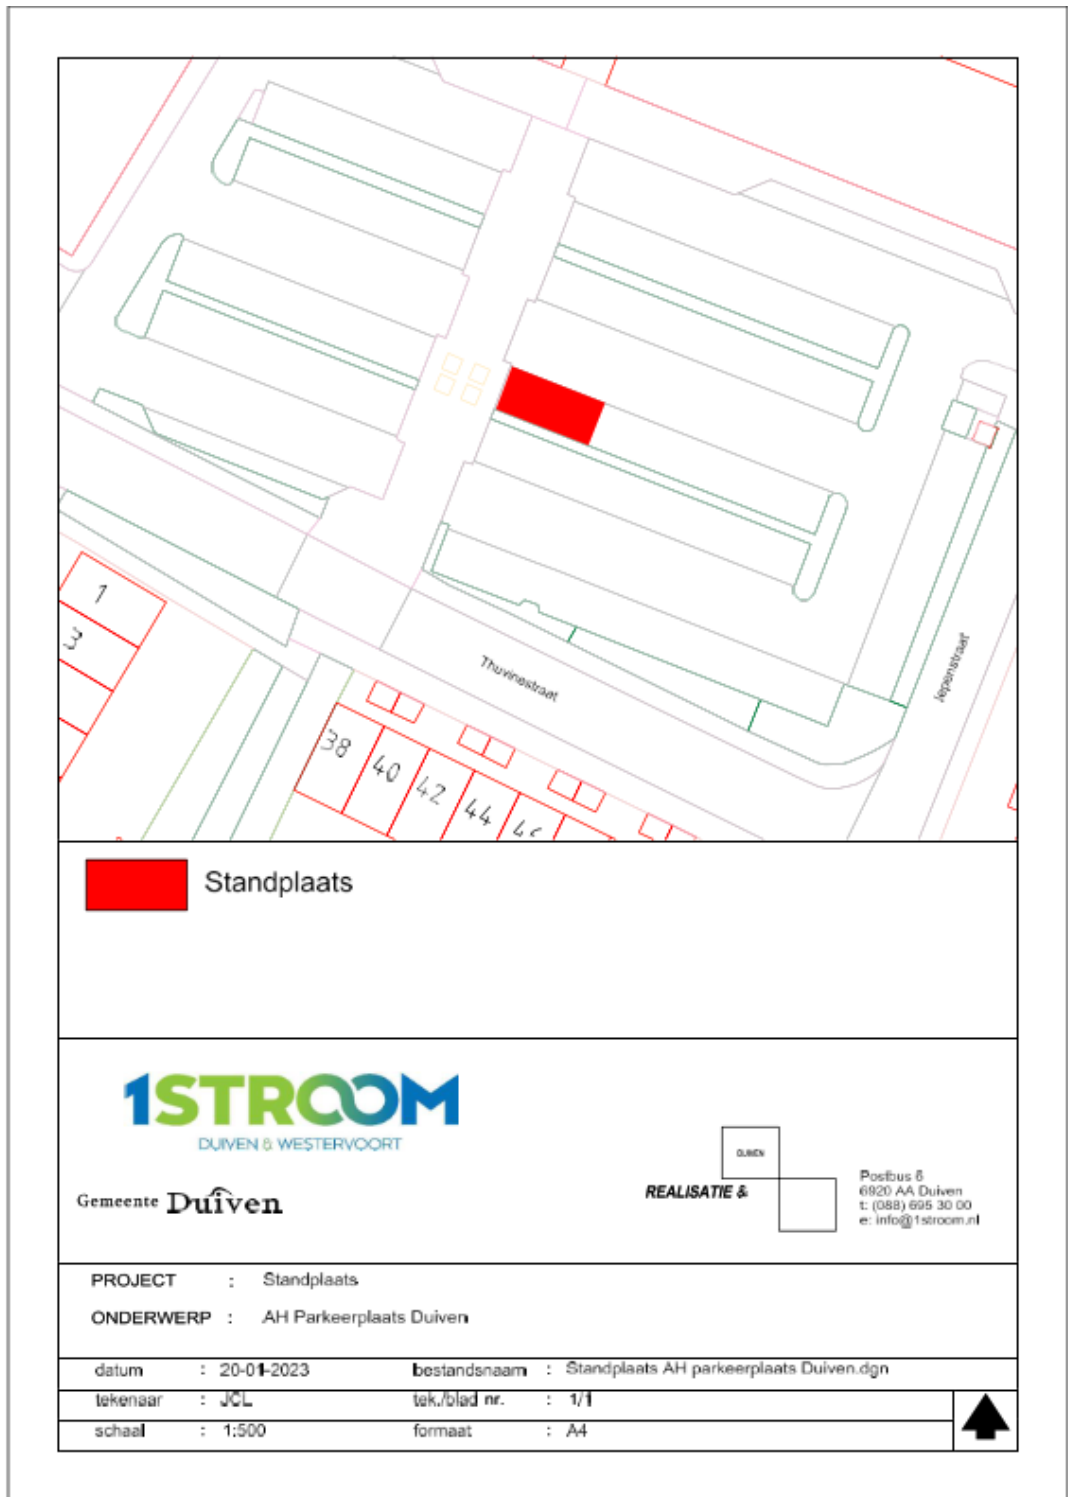 1
3
Thuvinestraat
Jepenstraat
38
40
42
44
Standplaats
1STROOM
DUIVEN & WESTERVOORT
Gemeente Duiven
DUIVEN
REALISATIE &
Postbus 6
6920 AA Duiven
t: (088) 695 30 00
e: info@1stroom.nl
PROJECT : Standplaats
ONDERWERP : AH Parkeerplaats Duiven
datum : 20-01-2023 bestandsnaam : Standplaats AH parkeerplaats Duiven.dgn
tekenaar : JCL tek./blad nr. : 1/1
schaal : 1:500 formaat : A4